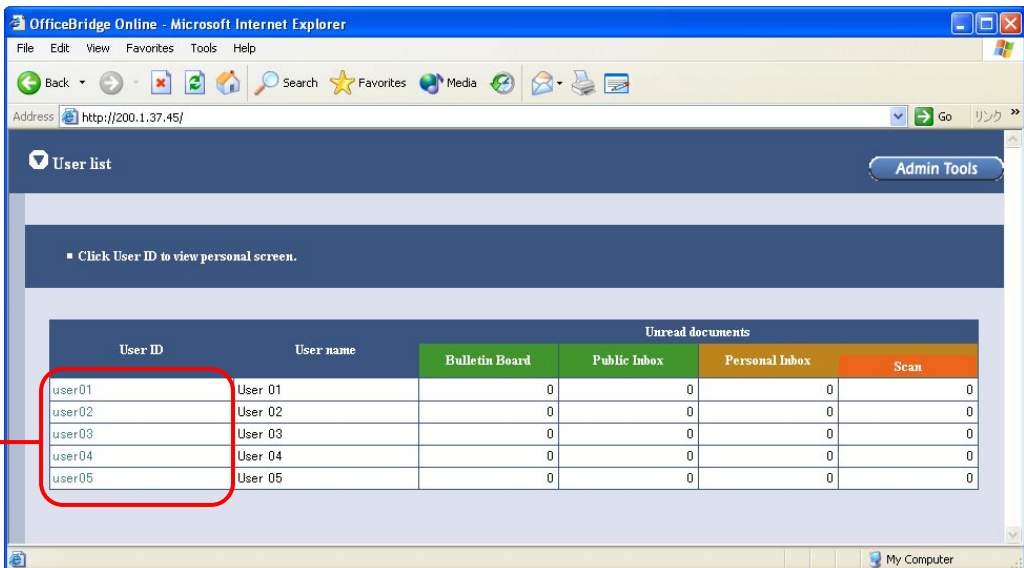 OfficeBridge Online - Microsoft Internet Explorer
File Edit View Favorites Tools Help
Back Search Favorites Media
Address http://200.1.37.45/ Go リンク »
User list
Admin Tools
Click User ID to view personal screen.
Unread documents
User ID User name Bulletin Board Public Inbox Personal Inbox Scan
user01 User 01 0 0 0 0
user02 User 02 0 0 0 0
user03 User 03 0 0 0 0
user04 User 04 0 0 0 0
user05 User 05 0 0 0 0
My Computer